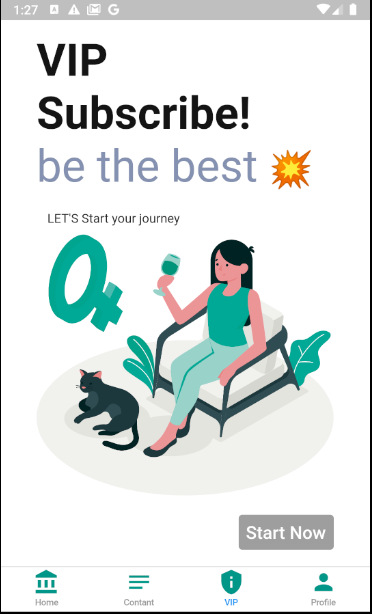 1:27
VIP
Subscribe!
be the best 💥
LET'S Start your journey
Start Now
Home
Contant
VIP
Profile